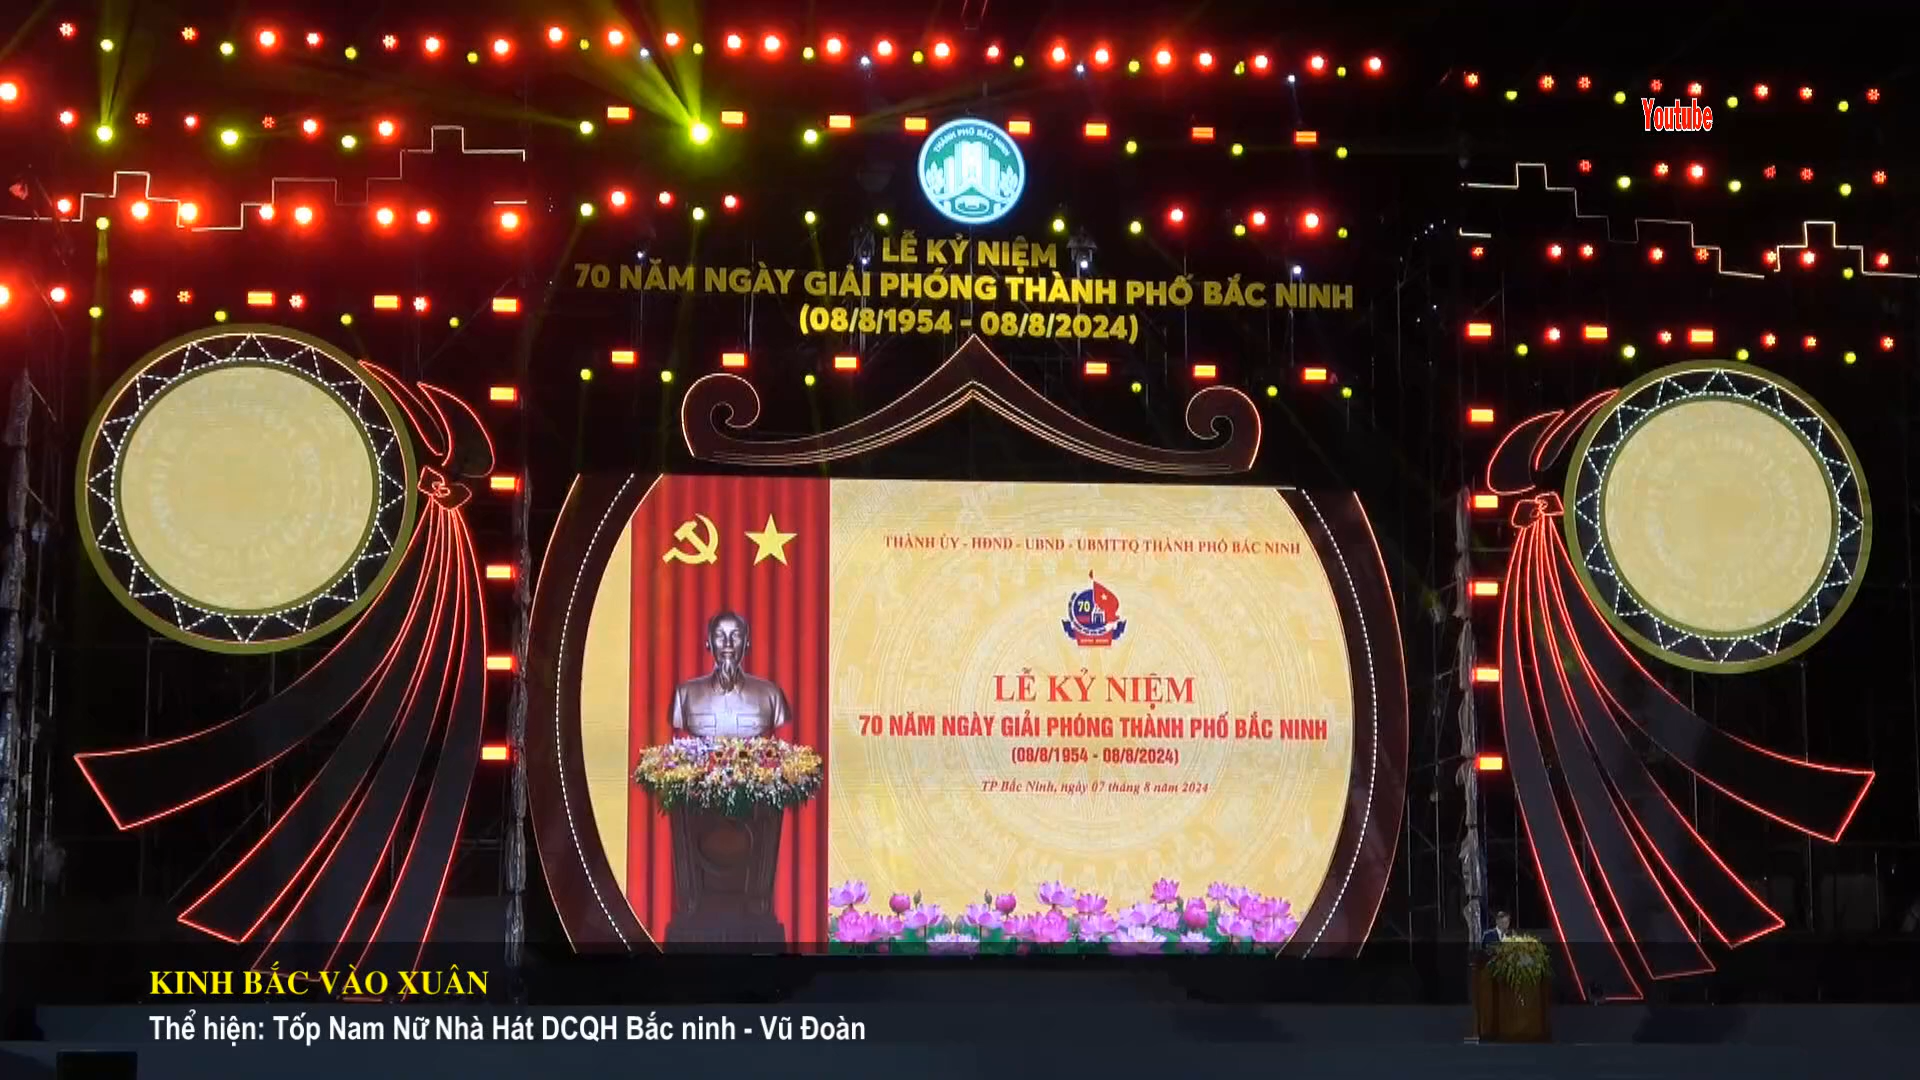 Youtube
THÀNH PHỐ BẮC NINH
LỄ KỶ NIỆM
70 NĂM NGÀY GIẢI PHÓNG THÀNH PHỐ BẮC NINH
(08/8/1954 - 08/8/2024)
THÀNH ỦY - HĐND - UBND - UBMTTQ THÀNH PHỐ BẮC NINH
70
LỄ KỶ NIỆM
70 NĂM NGÀY GIẢI PHÓNG THÀNH PHỐ BẮC NINH
(08/8/1954 - 08/8/2024)
TP Bắc Ninh, ngày 07 tháng 8 năm 2024
KINH BẮC VÀO XUÂN
Thể hiện: Tốp Nam Nữ Nhà Hát DCQH Bắc ninh - Vũ Đoàn